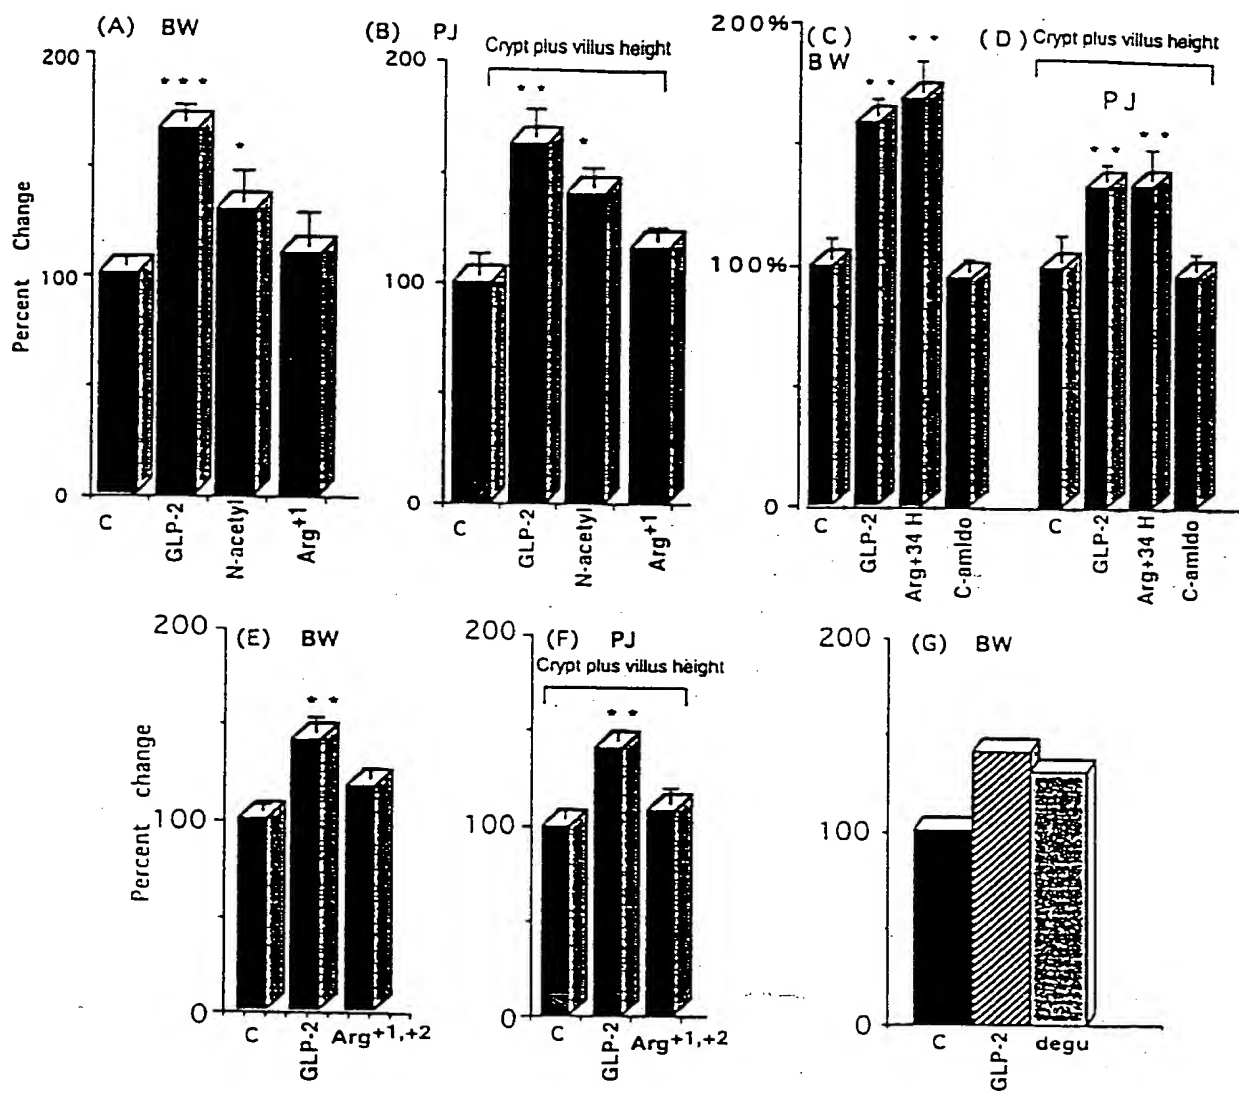 (A) BW
200
* * *
*
100
0
Percent Change
C
GLP-2
N-acetyl
Arg+1
(B) PJ
Crypt plus villus height
200
* *
*
100
0
C
GLP-2
N-acetyl
Arg+1
200%
(C)
BW
* *
* *
100%
0
C
GLP-2
Arg+34 H
C-amido
(D) Crypt plus villus height
PJ
* *
* *
C
GLP-2
Arg+34 H
C-amido
200
(E) BW
* *
100
0
Percent change
C
GLP-2
Arg+1,+2
200
(F) PJ
Crypt plus villus height
* *
100
0
C
GLP-2
Arg+1,+2
200
(G) BW
100
0
C
GLP-2
degu